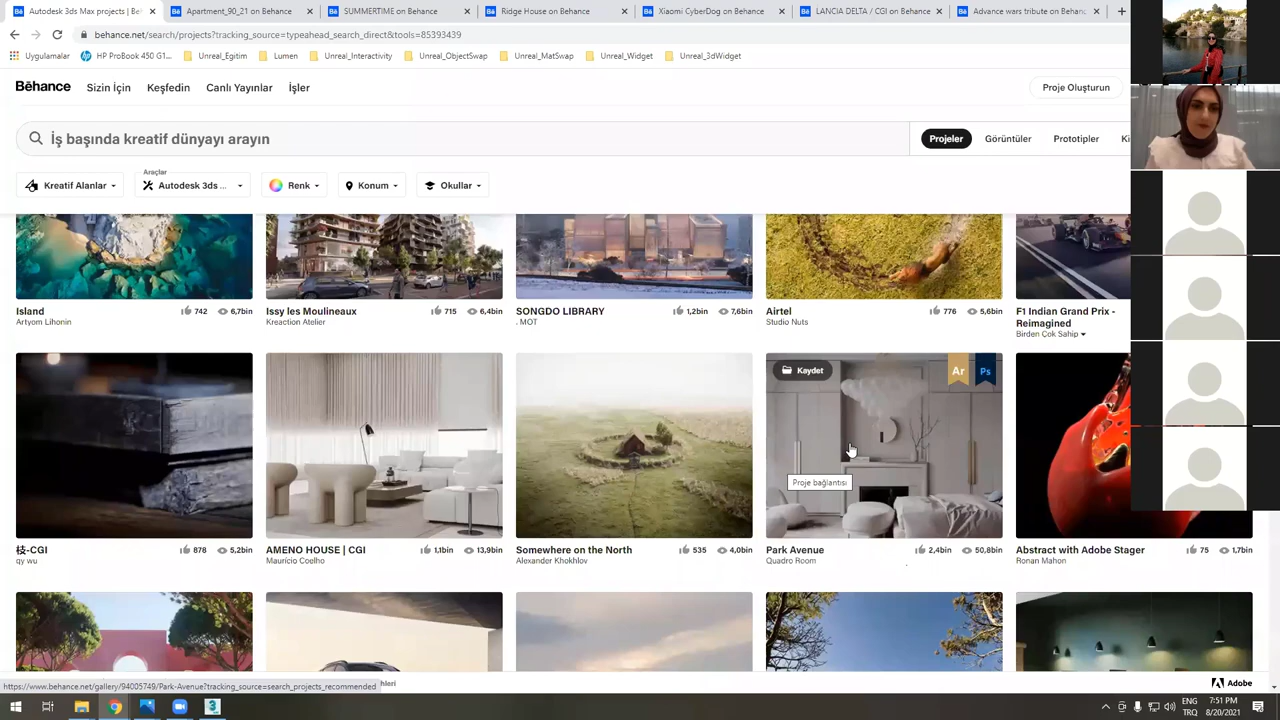 Autodesk 3ds Max projects | Be
Apartment_90_21 on Behance
SUMMERTIME on Behance
Ridge House on Behance
Xiaomi CyberDog on Behance
LANCIA DELTA / CGI on Behance
Advance wars tribute on Behan
behance.net/search/projects?tracking_source=typeahead_search_direct&tools=85393439
Uygulamalar
HP ProBook 450 G1...
Unreal_Egitim
Lumen
Unreal_Interactivity
Unreal_ObjectSwap
Unreal_MatSwap
Unreal_Widget
Unreal_3dWidget
Bēhance
Sizin İçin
Keşfedin
Canlı Yayınlar
İşler
Proje Oluşturun
İş başında kreatif dünyayı arayın
Projeler
Görüntüler
Prototipler
Ki
Araçlar
Kreatif Alanlar
Autodesk 3ds ...
Renk
Konum
Okullar
Island 742 6,7bin
Artyom Lihonin
Issy les Moulineaux 715 6,4bin
Kreaction Atelier
SONGDO LIBRARY 1,2bin 7,6bin
. MOT
Airtel 776 5,6bin
Studio Nuts
F1 Indian Grand Prix -
Reimagined
Birden Çok Sahip
Kaydet
Ar
Ps
Proje bağlantısı
枝-CGI 878 5,2bin
qy wu
AMENO HOUSE | CGI 1,1bin 13,9bin
Maurício Coelho
Somewhere on the North 535 4,0bin
Alexander Khokhlov
Park Avenue 2,4bin 50,8bin
Quadro Room
Abstract with Adobe Stager 75 1,7bin
Ronan Mahon
https://www.behance.net/gallery/94005749/Park-Avenue?tracking_source=search_projects_recommended
hleri
Adobe
ENG
TRQ
7:51 PM
8/20/2021